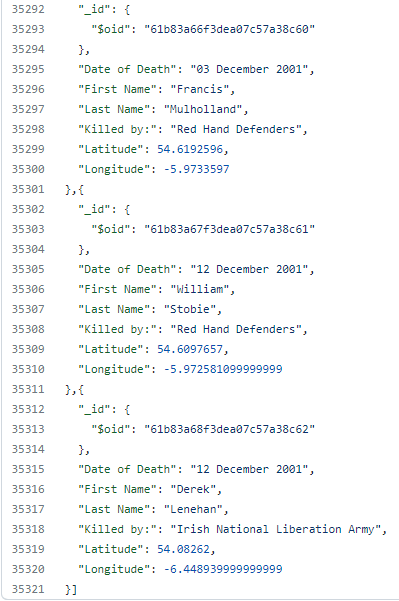 35292 "_id": {
35293 "$oid": "61b83a66f3dea07c57a38c60"
35294 },
35295 "Date of Death": "03 December 2001",
35296 "First Name": "Francis",
35297 "Last Name": "Mulholland",
35298 "Killed by:": "Red Hand Defenders",
35299 "Latitude": 54.6192596,
35300 "Longitude": -5.9733597
35301 },{
35302 "_id": {
35303 "$oid": "61b83a67f3dea07c57a38c61"
35304 },
35305 "Date of Death": "12 December 2001",
35306 "First Name": "William",
35307 "Last Name": "Stobie",
35308 "Killed by:": "Red Hand Defenders",
35309 "Latitude": 54.6097657,
35310 "Longitude": -5.972581099999999
35311 },{
35312 "_id": {
35313 "$oid": "61b83a68f3dea07c57a38c62"
35314 },
35315 "Date of Death": "12 December 2001",
35316 "First Name": "Derek",
35317 "Last Name": "Lenehan",
35318 "Killed by:": "Irish National Liberation Army",
35319 "Latitude": 54.08262,
35320 "Longitude": -6.448939999999999
35321 }]